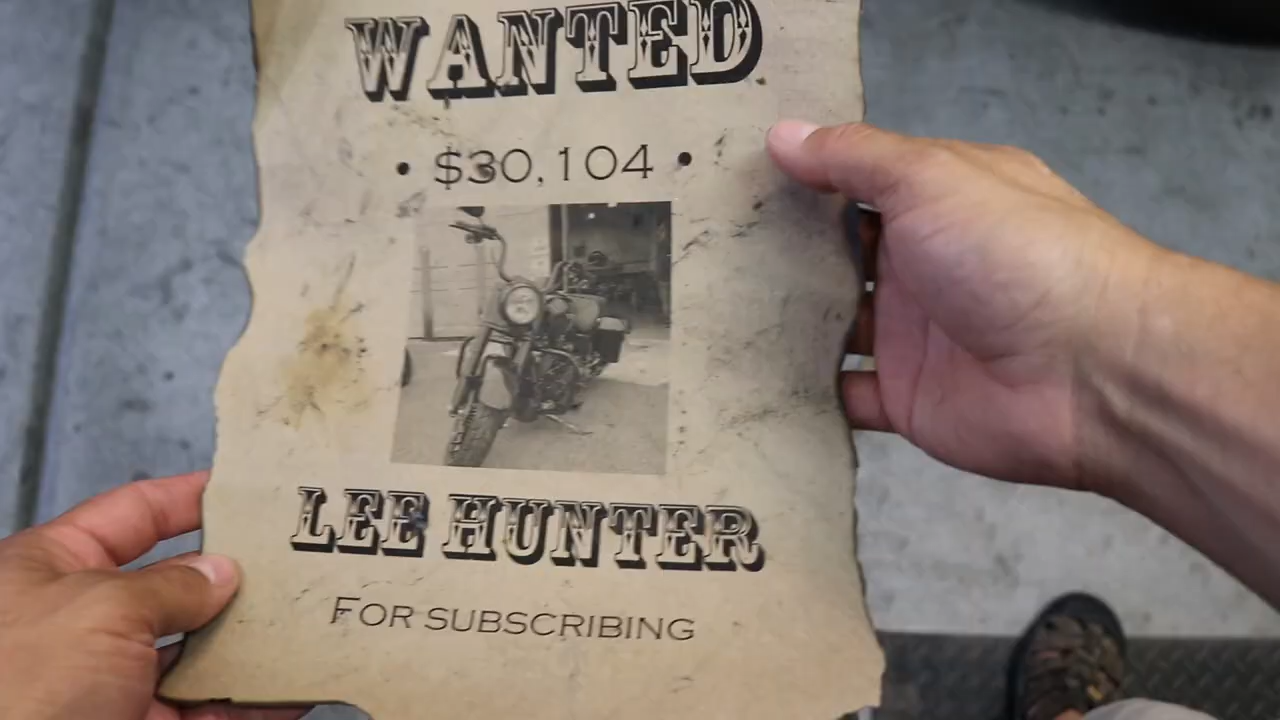 WANTED
• $30,104 •
LEE HUNTER
FOR SUBSCRIBING